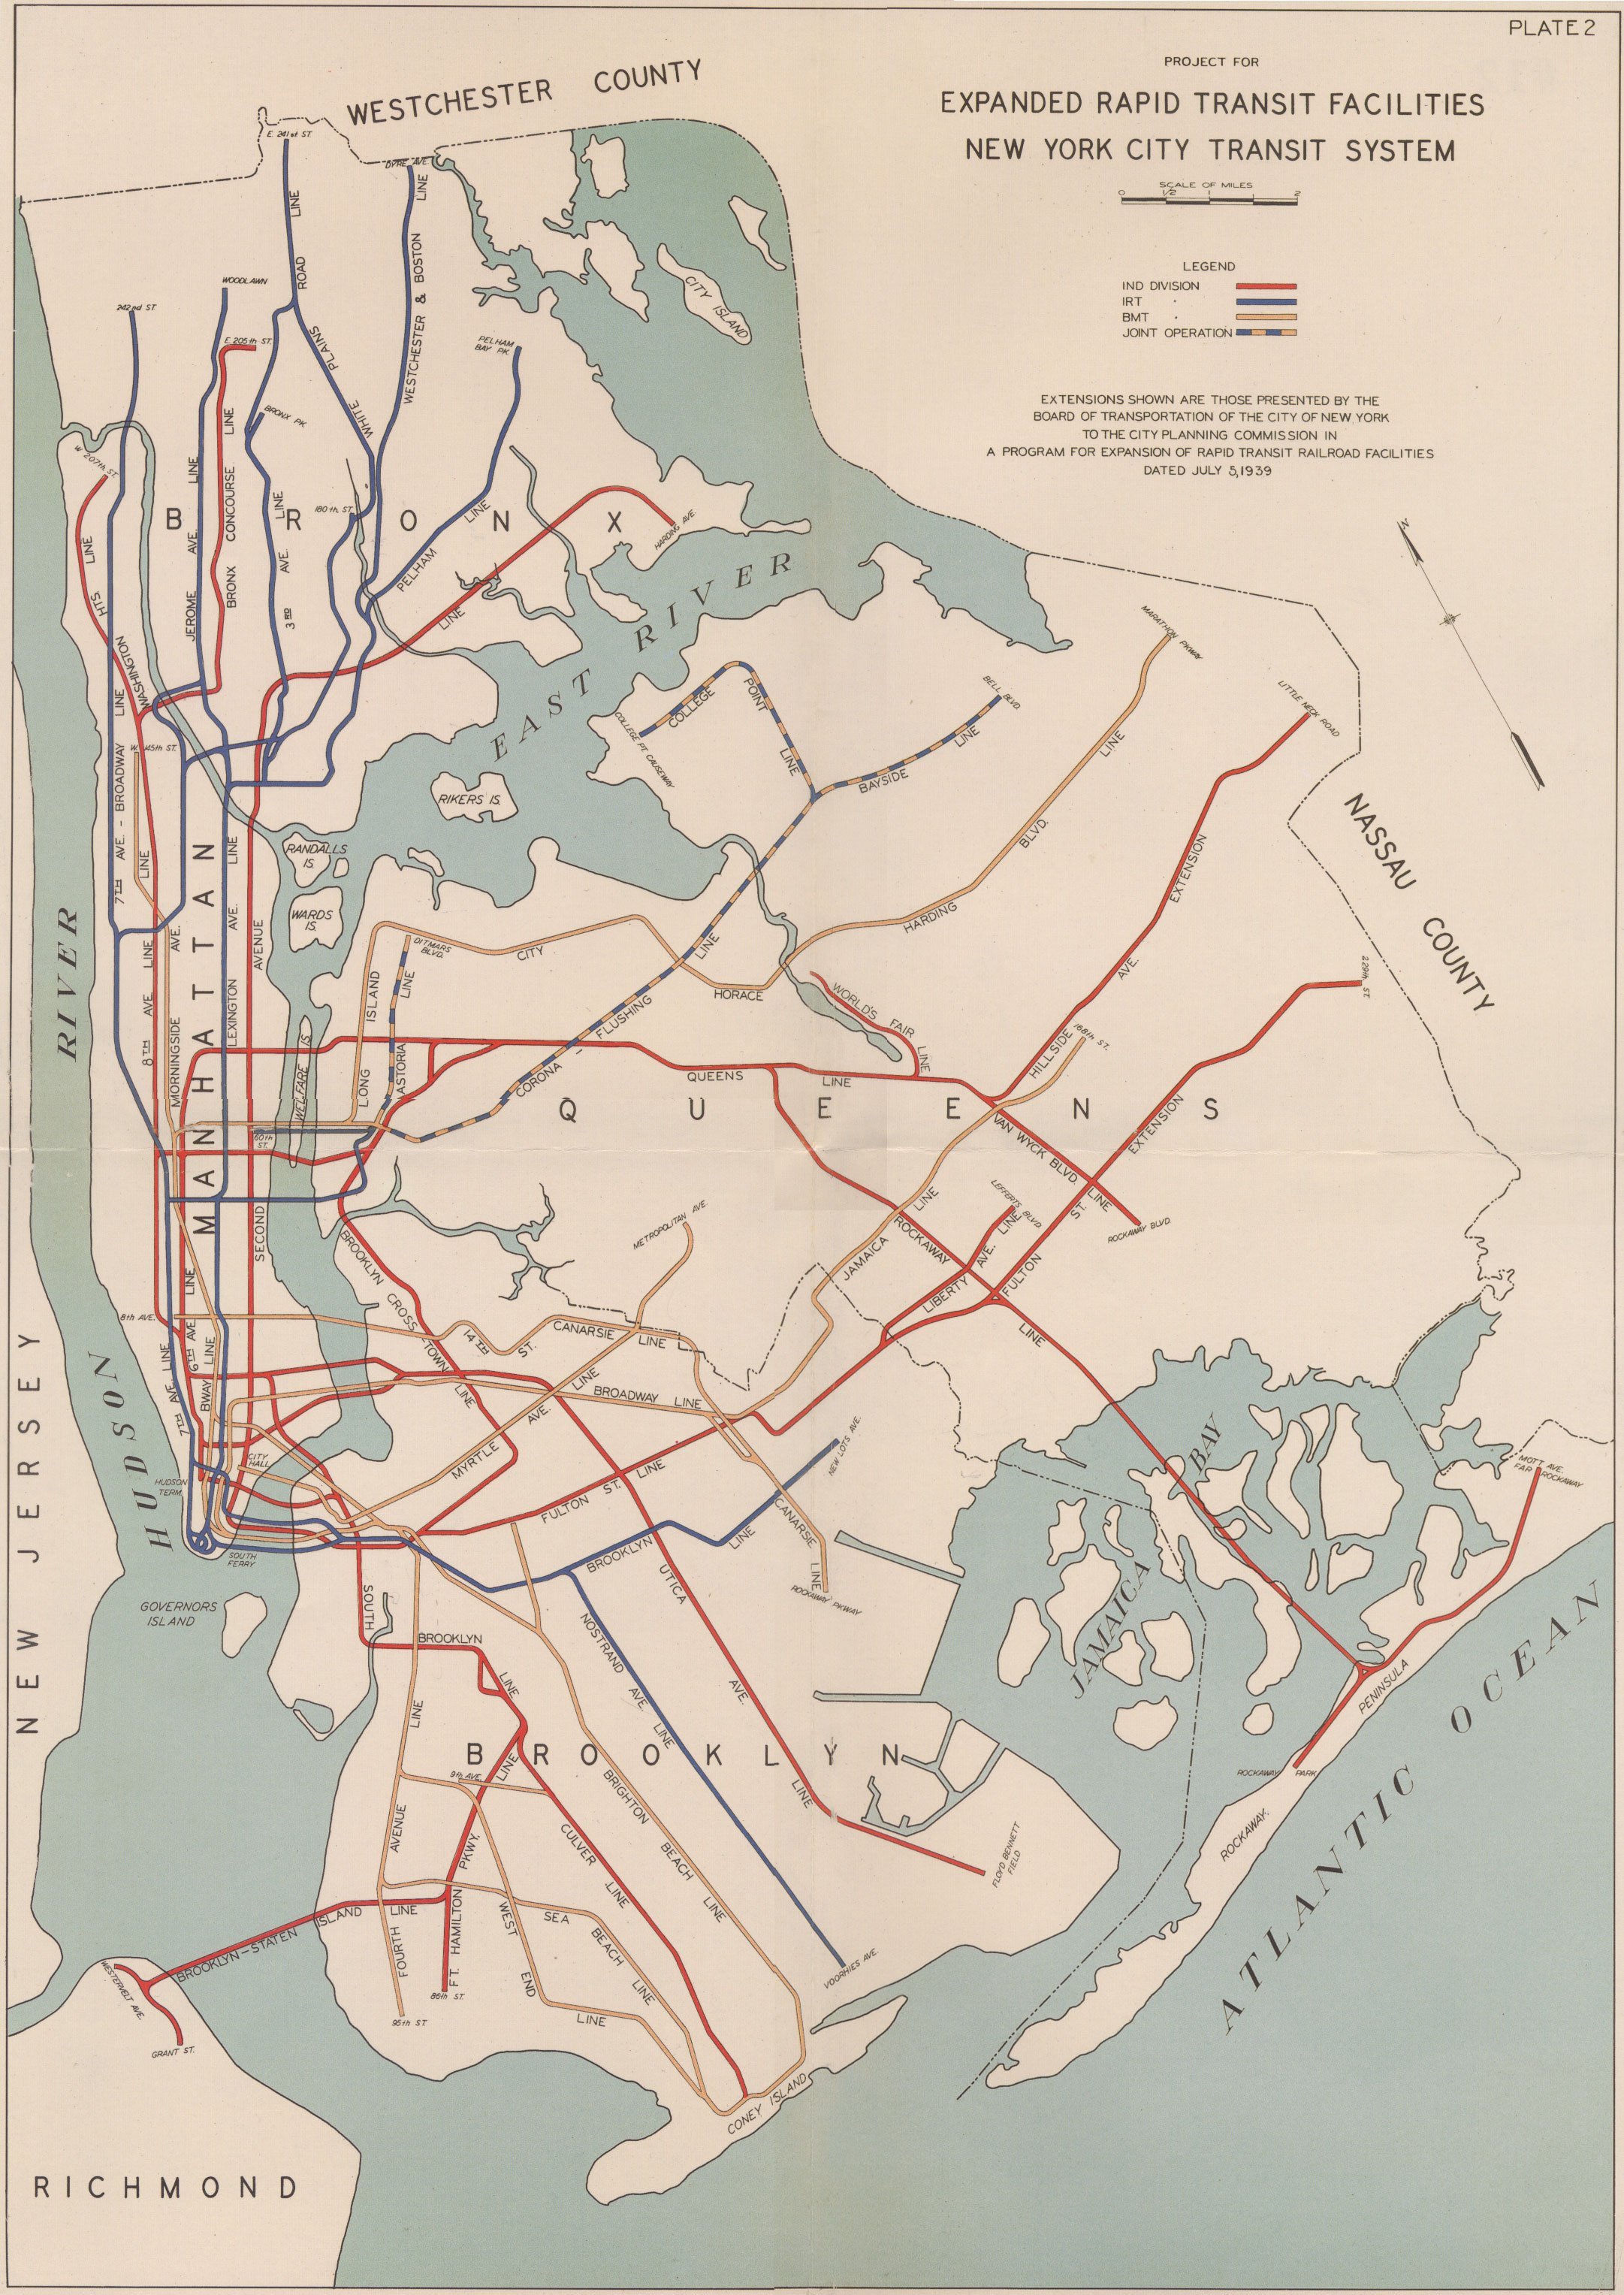 PLATE 2
PROJECT FOR
EXPANDED RAPID TRANSIT FACILITIES
NEW YORK CITY TRANSIT SYSTEM
SCALE OF MILES
0 1/2 1 2
LEGEND
IND DIVISION
IRT "
BMT "
JOINT OPERATION
EXTENSIONS SHOWN ARE THOSE PRESENTED BY THE
BOARD OF TRANSPORTATION OF THE CITY OF NEW YORK
TO THE CITY PLANNING COMMISSION IN
A PROGRAM FOR EXPANSION OF RAPID TRANSIT RAILROAD FACILITIES
DATED JULY 5, 1939
N
WESTCHESTER COUNTY
E. 241st ST.
DYRE AVE.
WOODLAWN
242nd ST.
E. 205th ST.
PELHAM
BAY PK.
CITY ISLAND
WHITE PLAINS ROAD LINE
WESTCHESTER & BOSTON LINE
BRONX PK
W. 207th ST.
180th ST.
BRONX
HARDING AVE.
WASHINGTON HTS. LINE
JEROME AVE. LINE
BRONX CONCOURSE LINE
3RD AVE. LINE
PELHAM LINE
LINE
EAST RIVER
W. 145th ST.
7TH AVE. - BROADWAY LINE
LINE
RIKERS IS.
RANDALLS
IS.
WARDS
IS.
COLLEGE PT. CAUSEWAY
COLLEGE POINT LINE
BELL BLVD.
BAYSIDE LINE
MARATHON PKWAY
LITTLE NECK ROAD
NASSAU COUNTY
HORACE HARDING BLVD. LINE
HILLSIDE AVE. EXTENSION
229th ST.
DITMARS
BLVD.
LONG ISLAND CITY
ASTORIA LINE
CORONA - FLUSHING LINE
WORLD'S FAIR LINE
168th ST.
HUDSON RIVER
MANHATTAN
8TH AVE. LINE
MORNINGSIDE AVE.
LEXINGTON AVE. LINE
SECOND AVENUE
WELFARE IS.
60th
ST.
QUEENS LINE
QUEENS
VAN WYCK BLVD. LINE
ROCKAWAY BLVD.
FULTON ST. EXTENSION
LEFFERTS BLVD.
LIBERTY AVE. LINE
ROCKAWAY LINE
JAMAICA LINE
METROPOLITAN AVE.
BROOKLYN CROSSTOWN LINE
8th AVE.
14TH ST. CANARSIE LINE
6TH AVE. LINE
7TH AVE. LINE
B'WAY LINE
BROADWAY LINE
MYRTLE AVE. LINE
CITY
HALL
HUDSON
TERM.
SOUTH
FERRY
FULTON ST. LINE
NEW LOTS AVE.
BROOKLYN LINE
CANARSIE LINE
ROCKAWAY PKWAY
GOVERNORS
ISLAND
NEW JERSEY
SOUTH BROOKLYN LINE
UTICA AVE. LINE
NOSTRAND AVE. LINE
BROOKLYN
9th AVE.
FLOYD BENNETT
FIELD
BRIGHTON BEACH LINE
CULVER LINE
FOURTH AVENUE LINE
FT. HAMILTON PKWY. LINE
WEST END LINE
SEA BEACH LINE
BROOKLYN-STATEN ISLAND LINE
WESTERVELT AVE.
GRANT ST.
86th ST.
95th ST.
VOORHIES AVE.
CONEY ISLAND
RICHMOND
JAMAICA BAY
MOTT AVE.
FAR ROCKAWAY
ROCKAWAY PENINSULA
ROCKAWAY PARK
ATLANTIC OCEAN